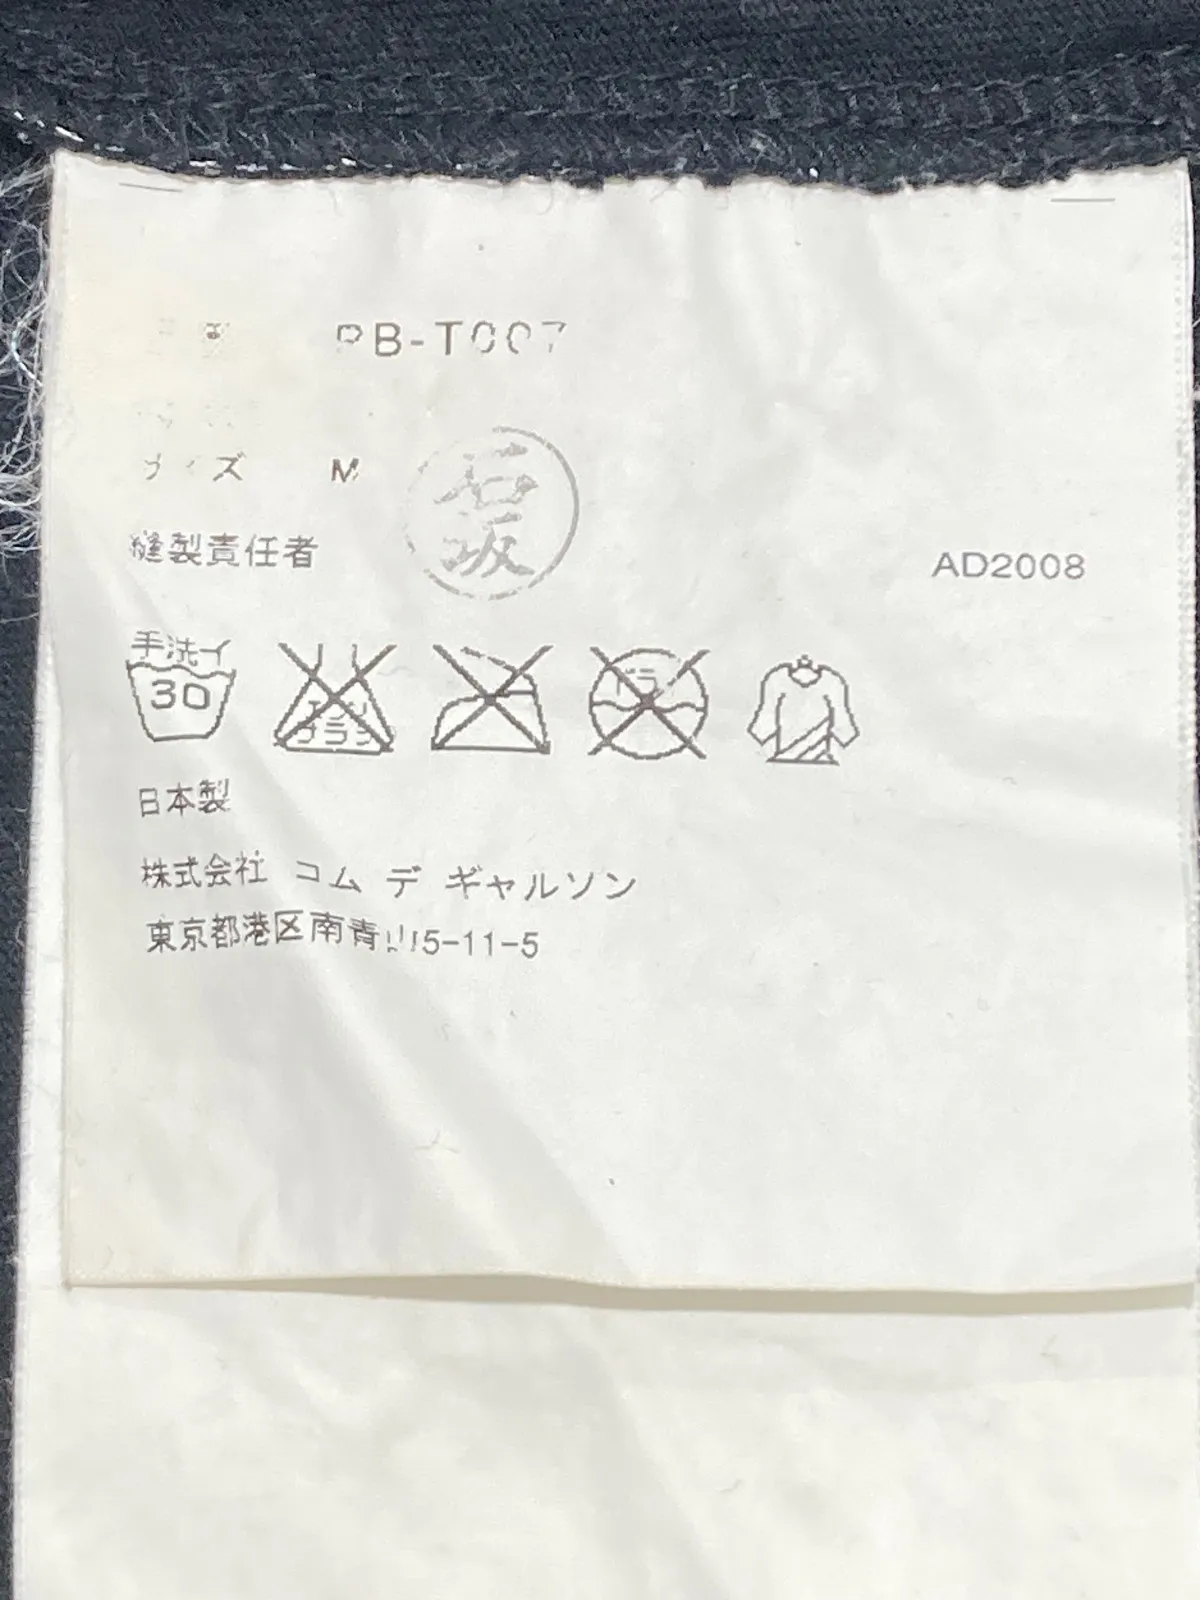 PB-T007
サイズ M
石坂
縫製責任者
AD2008
手洗イ
30
日本製
株式会社 コム デ ギャルソン
東京都港区南青山5-11-5